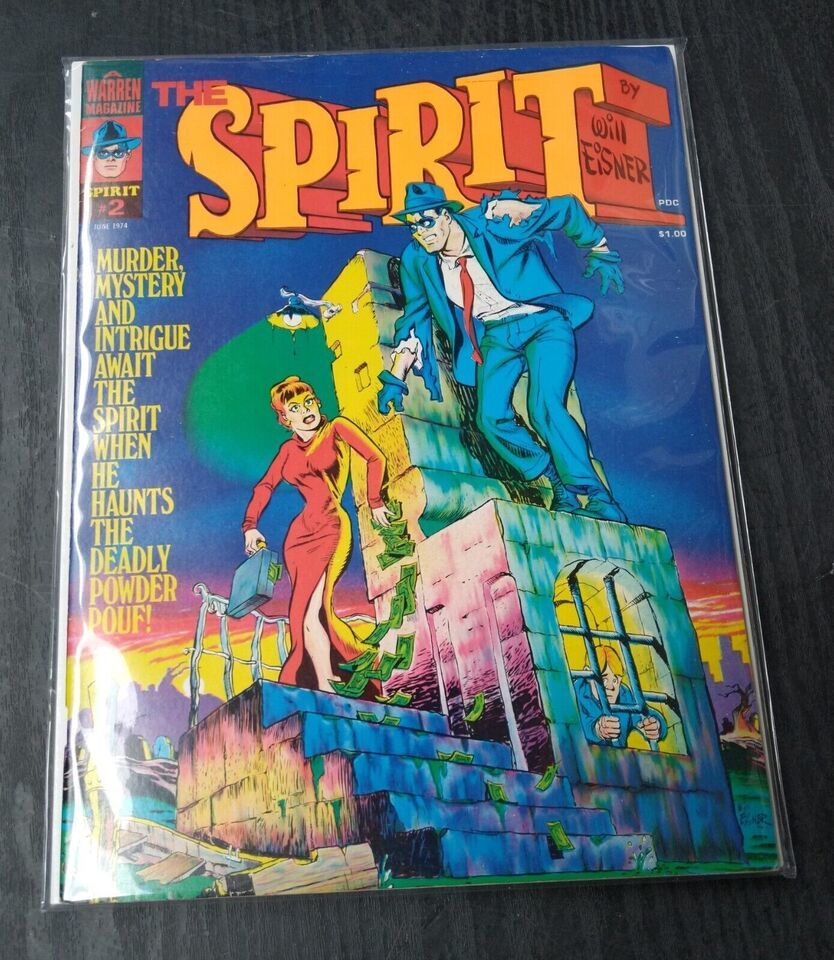 A
WARREN
MAGAZINE
THE
SPIRIT
BY
Will
EISNER
SPIRIT
#2
JUNE 1974
PDC
$1.00
MURDER,
MYSTERY
AND
INTRIGUE
AWAIT
THE
SPIRIT
WHEN
HE
HAUNTS
THE
DEADLY
POWDER
POUF!